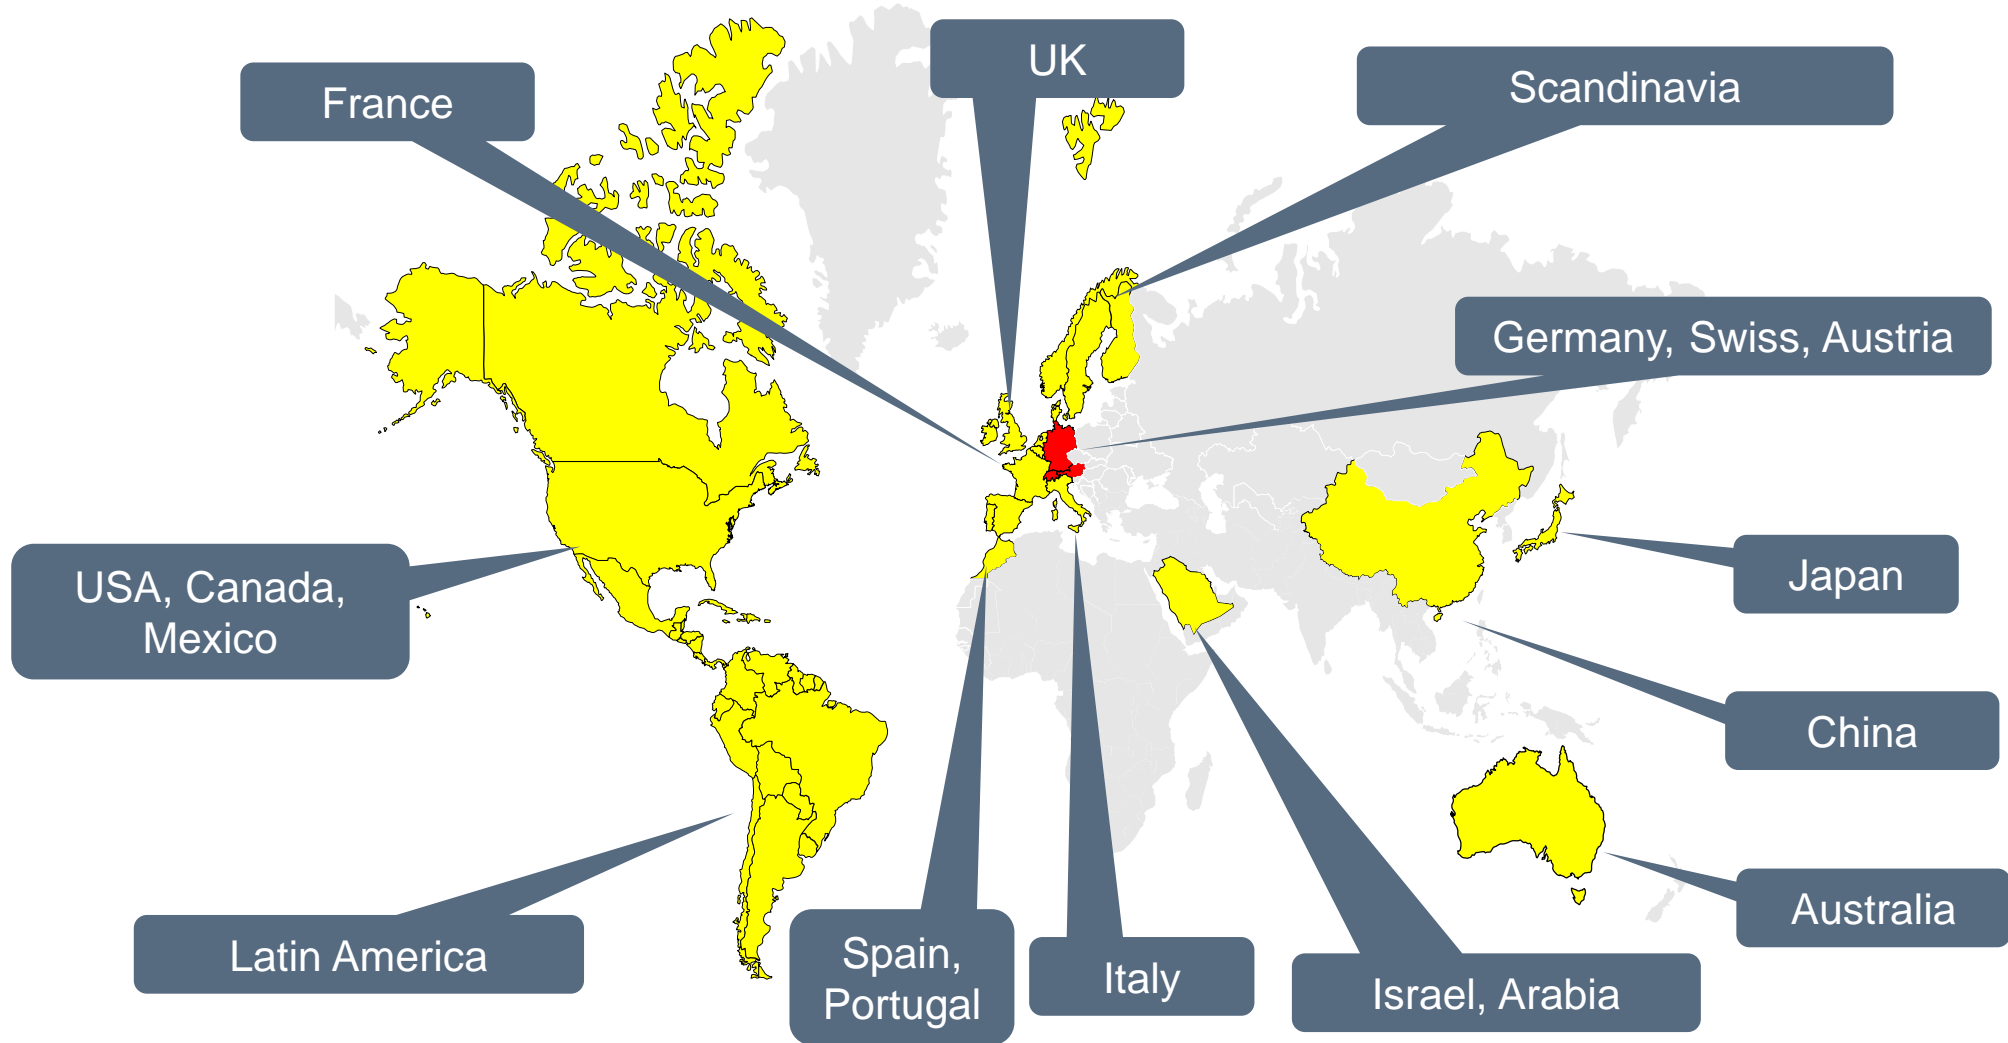 UK
Scandinavia
France
Germany, Swiss, Austria
USA, Canada,
Mexico
Japan
China
Australia
Latin America
Spain,
Portugal
Italy
Israel, Arabia